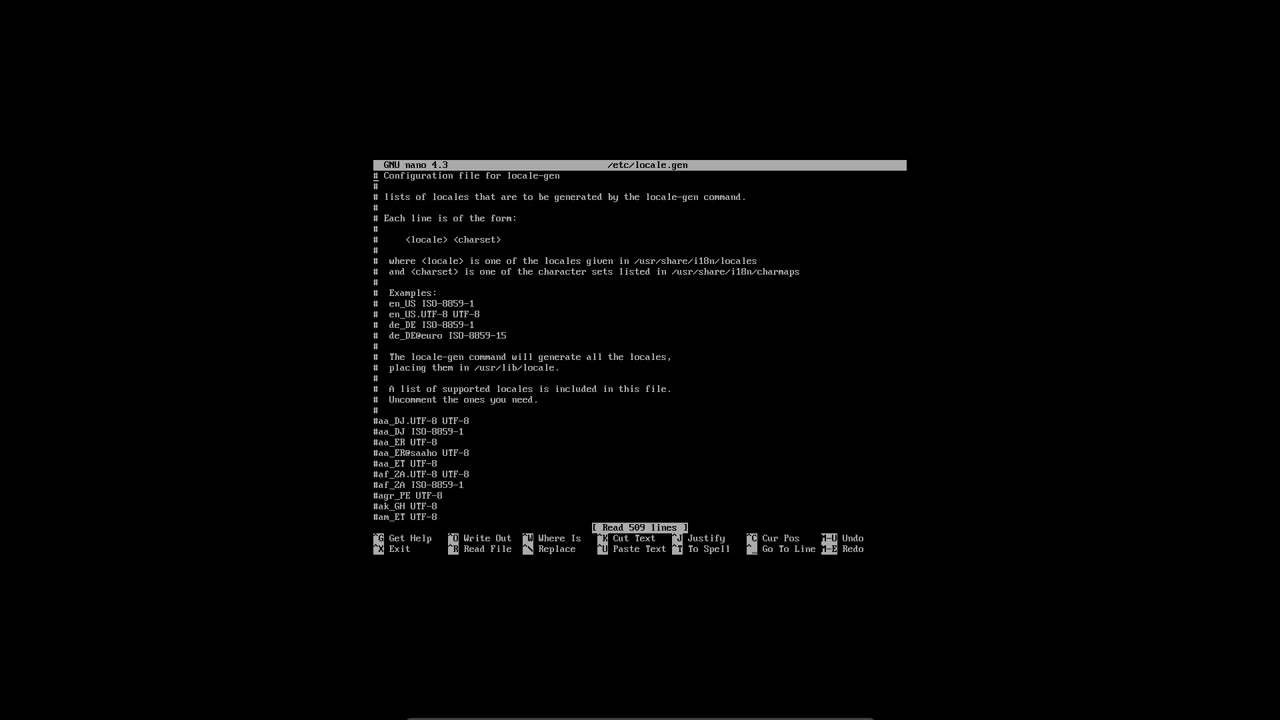 GNU nano 4.3 /etc/locale.gen
# Configuration file for locale-gen
#
# lists of locales that are to be generated by the locale-gen command.
#
# Each line is of the form:
#
#     <locale> <charset>
#
#  where <locale> is one of the locales given in /usr/share/i18n/locales
#  and <charset> is one of the character sets listed in /usr/share/i18n/charmaps
#
#  Examples:
#  en_US ISO-8859-1
#  en_US.UTF-8 UTF-8
#  de_DE ISO-8859-1
#  de_DE@euro ISO-8859-15
#
#  The locale-gen command will generate all the locales,
#  placing them in /usr/lib/locale.
#
#  A list of supported locales is included in this file.
#  Uncomment the ones you need.
#
#aa_DJ.UTF-8 UTF-8
#aa_DJ ISO-8859-1
#aa_ER UTF-8
#aa_ER@saaho UTF-8
#aa_ET UTF-8
#af_ZA.UTF-8 UTF-8
#af_ZA ISO-8859-1
#agr_PE UTF-8
#ak_GH UTF-8
#am_ET UTF-8
[ Read 509 lines ]
^G Get Help ^O Write Out ^W Where Is ^K Cut Text ^J Justify ^C Cur Pos M-U Undo
^X Exit ^R Read File ^\ Replace ^U Paste Text ^T To Spell ^_ Go To Line M-E Redo